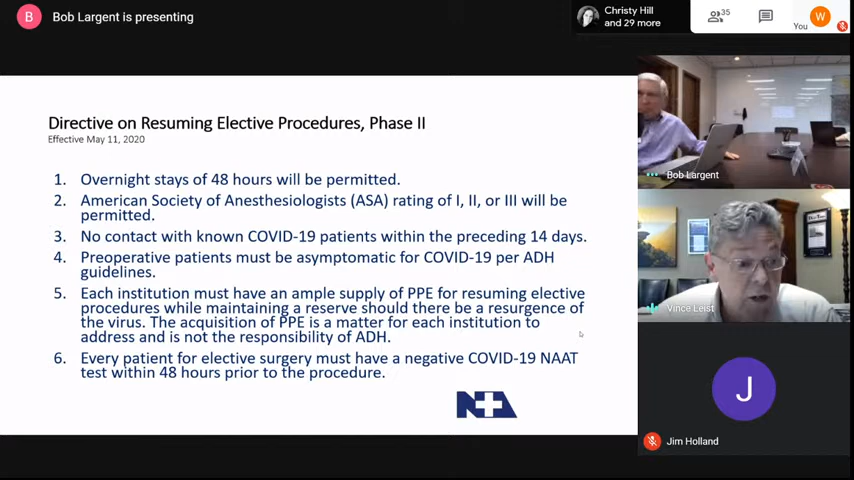 B Bob Largent is presenting
Christy Hill
and 29 more
35
You
W
Directive on Resuming Elective Procedures, Phase II
Effective May 11, 2020
1. Overnight stays of 48 hours will be permitted.
2. American Society of Anesthesiologists (ASA) rating of I, II, or III will be
permitted.
3. No contact with known COVID-19 patients within the preceding 14 days.
4. Preoperative patients must be asymptomatic for COVID-19 per ADH
guidelines.
5. Each institution must have an ample supply of PPE for resuming elective
procedures while maintaining a reserve should there be a resurgence of
the virus. The acquisition of PPE is a matter for each institution to
address and is not the responsibility of ADH.
6. Every patient for elective surgery must have a negative COVID-19 NAAT
test within 48 hours prior to the procedure.
Bob Largent
Vince Leist
J
Jim Holland